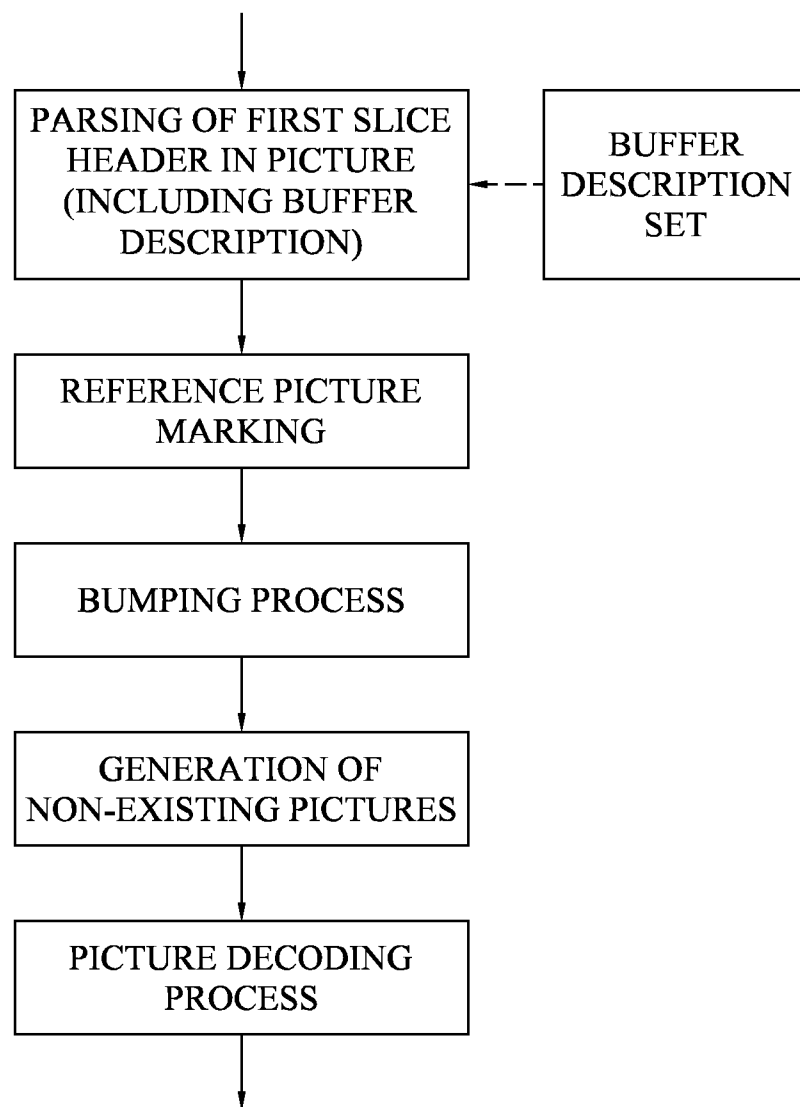 PARSING OF FIRST SLICE
HEADER IN PICTURE
(INCLUDING BUFFER
DESCRIPTION)
BUFFER
DESCRIPTION
SET
REFERENCE PICTURE
MARKING
BUMPING PROCESS
GENERATION OF
NON-EXISTING PICTURES
PICTURE DECODING
PROCESS